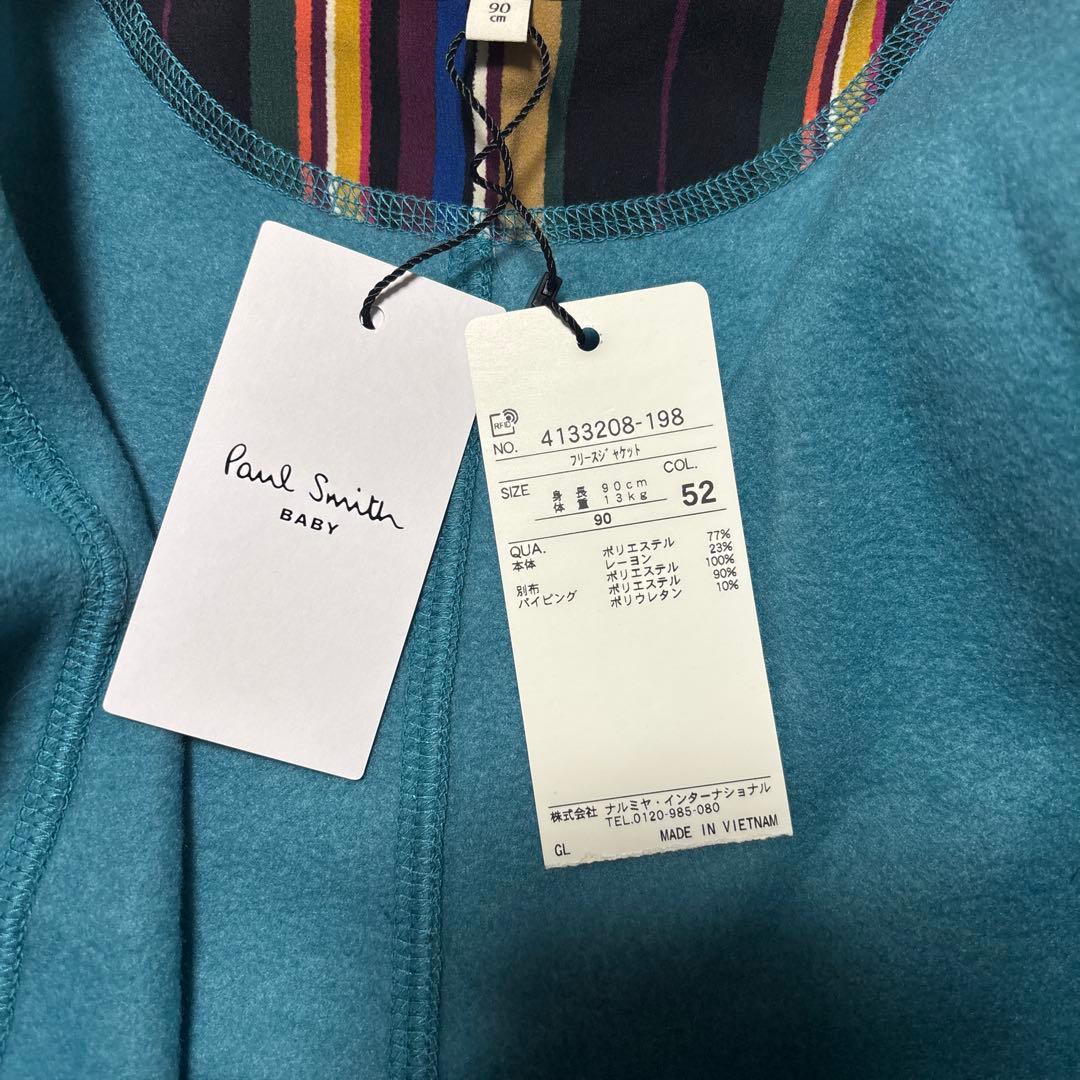 90
cm
Paul Smith
BABY
RFID
NO. 4133208-198
フリースジャケット
SIZE 身長 90cm COL.
体重 13kg 52
90
QUA. ポリエステル 77%
本体 レーヨン 23%
ポリエステル 100%
別布 ポリエステル 90%
パイピング ポリウレタン 10%
株式会社 ナルミヤ・インターナショナル
TEL.0120-985-080
GL MADE IN VIETNAM